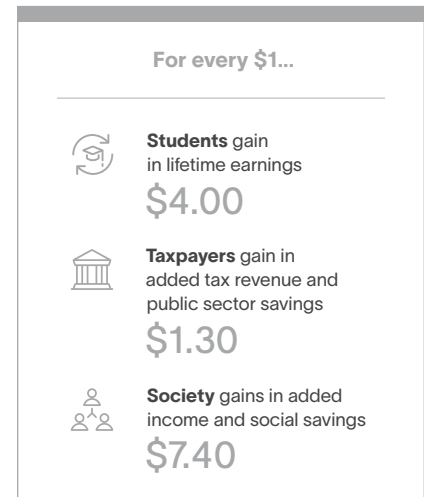 For every $1...
Students gain
in lifetime earnings
$4.00
Taxpayers gain in
added tax revenue and
public sector savings
$1.30
Society gains in added
income and social savings
$7.40